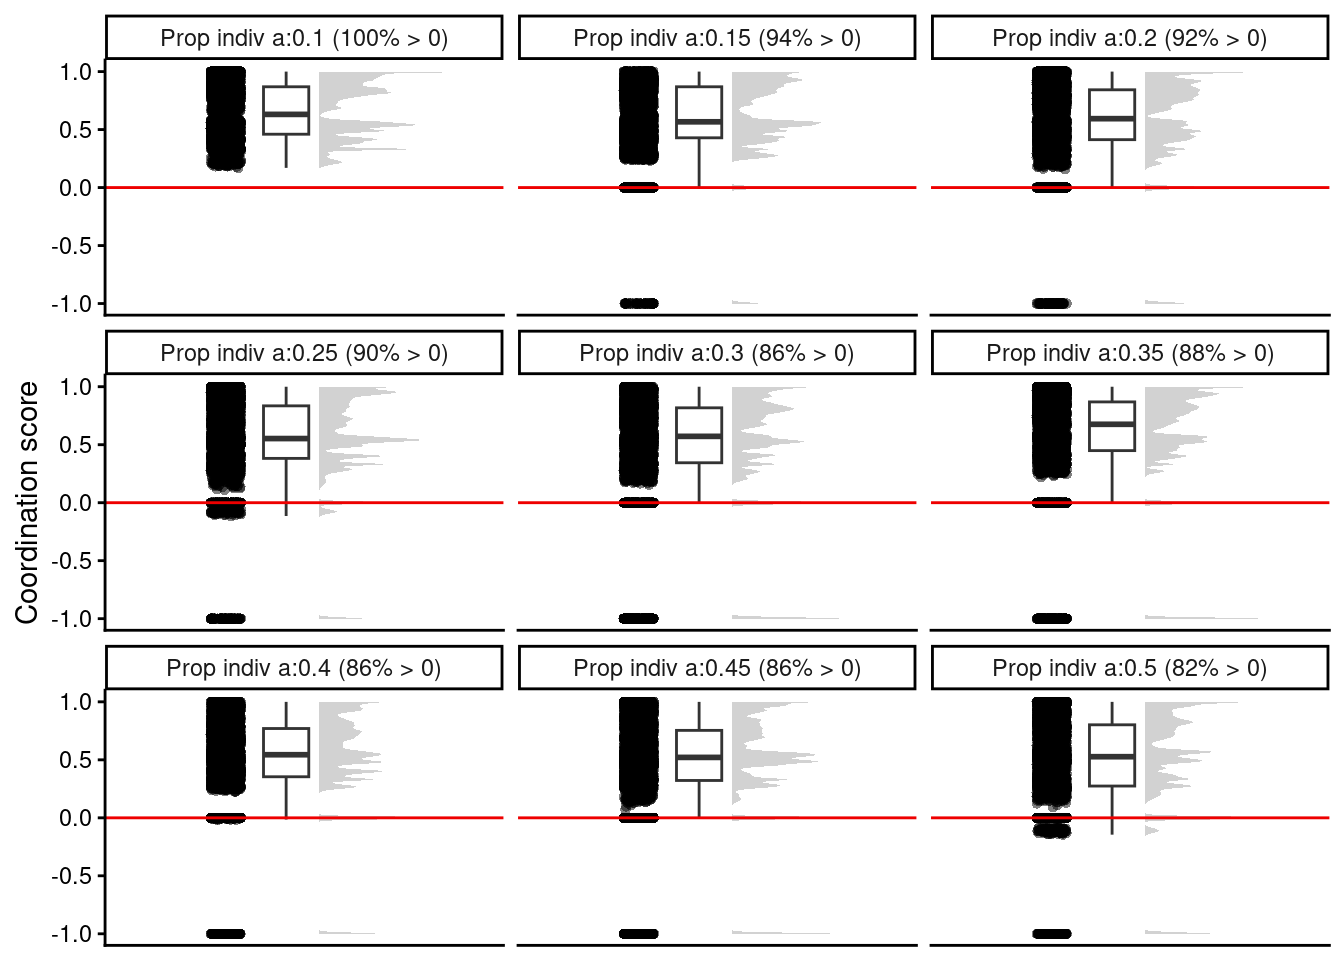 Prop indiv a:0.1 (100% > 0)
Prop indiv a:0.15 (94% > 0)
Prop indiv a:0.2 (92% > 0)
1.0
0.5
0.0
-0.5
-1.0
Prop indiv a:0.25 (90% > 0)
Prop indiv a:0.3 (86% > 0)
Prop indiv a:0.35 (88% > 0)
1.0
0.5
0.0
-0.5
-1.0
Coordination score
Prop indiv a:0.4 (86% > 0)
Prop indiv a:0.45 (86% > 0)
Prop indiv a:0.5 (82% > 0)
1.0
0.5
0.0
-0.5
-1.0